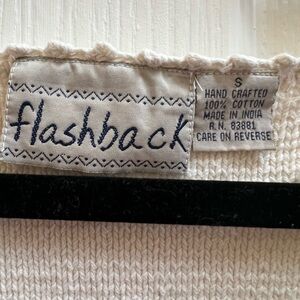 flashback
S
HAND CRAFTED
100% COTTON
MADE IN INDIA
R.N. 83881
CARE ON REVERSE